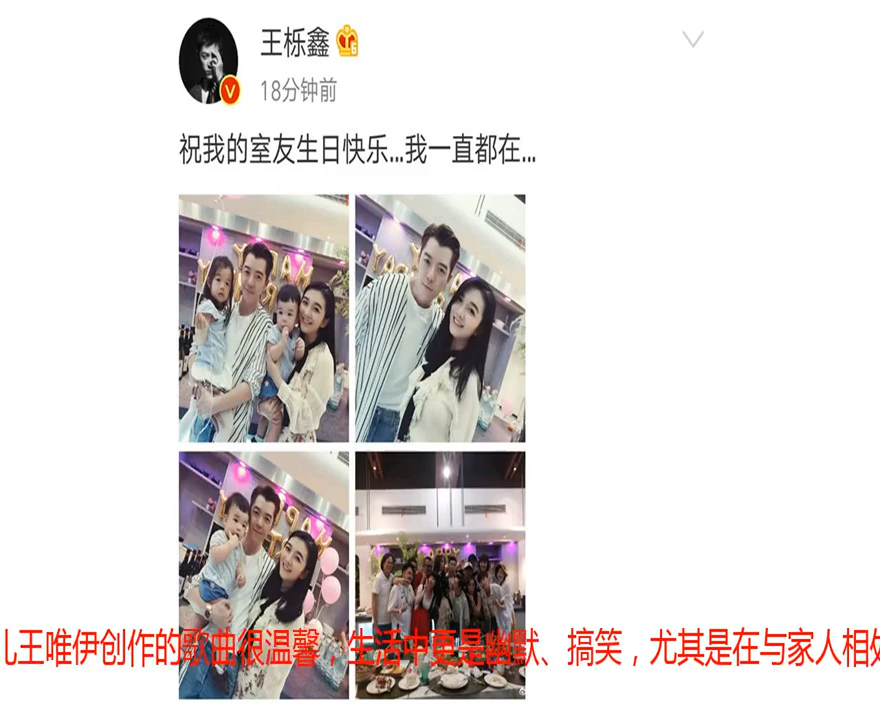 王栎鑫
18分钟前
祝我的室友生日快乐...我一直都在...
儿王唯伊创作的歌曲很温馨，生活中更是幽默、搞笑，尤其是在与家人相处